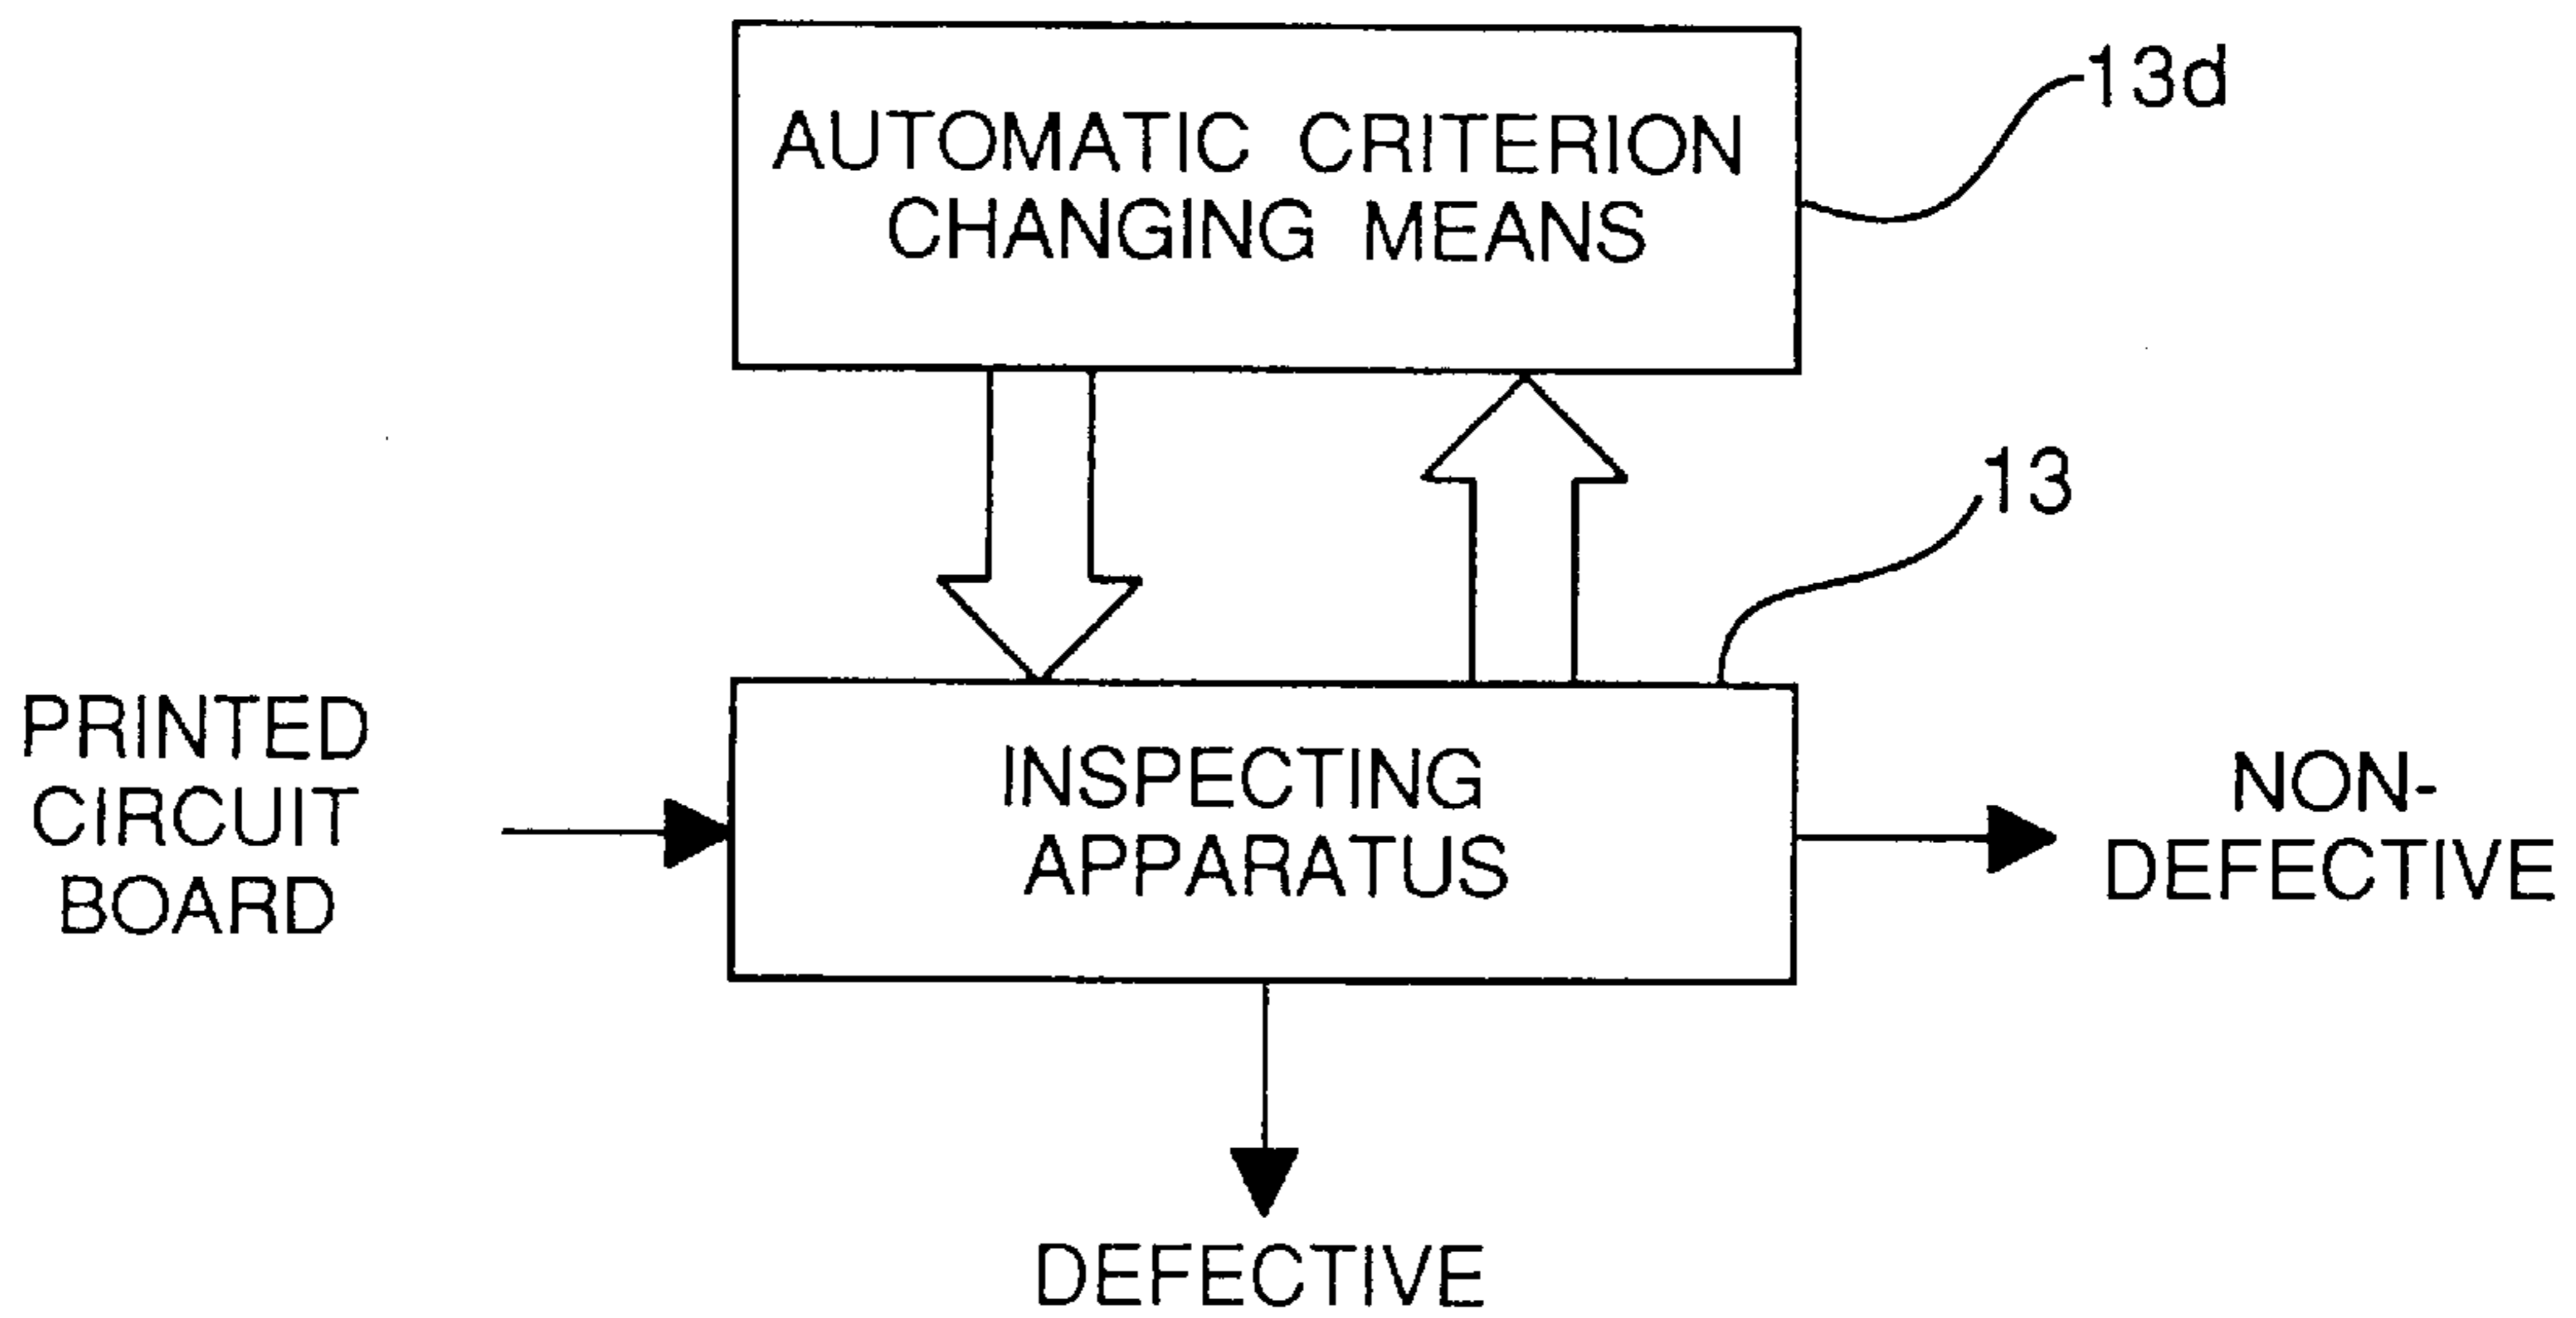 AUTOMATIC CRITERION
CHANGING MEANS
13d
13
PRINTED
CIRCUIT
BOARD
INSPECTING
APPARATUS
NON-
DEFECTIVE
DEFECTIVE